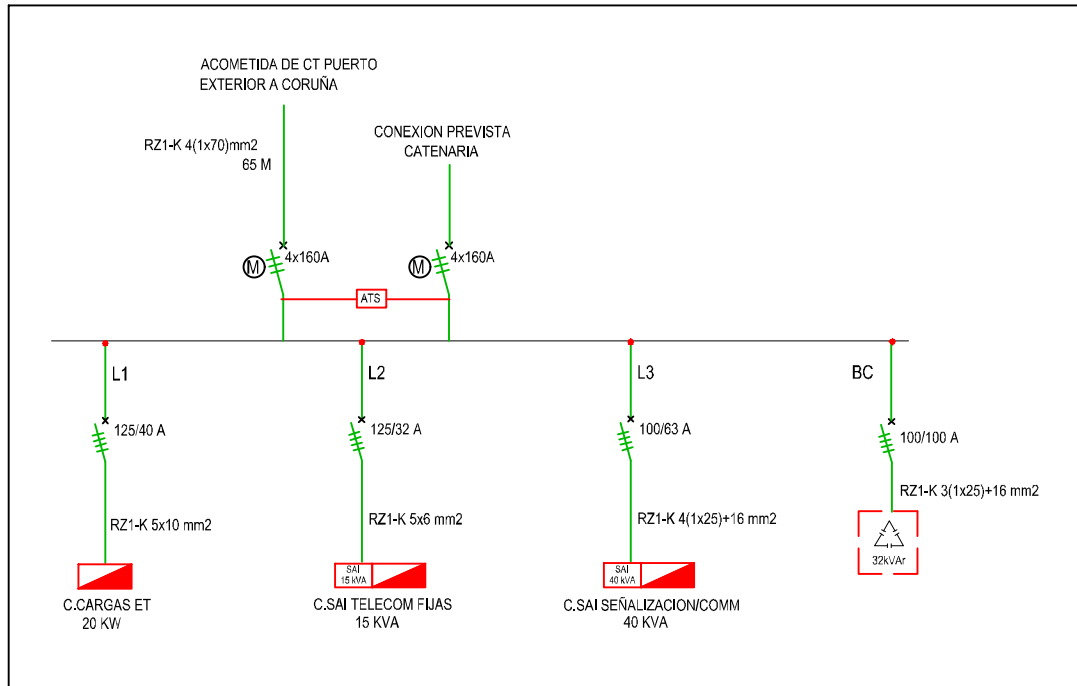 ACOMETIDA DE CT PUERTO
EXTERIOR A CORUÑA
RZ1-K 4(1x70)mm2
65 M
CONEXION PREVISTA
CATENARIA
M
4x160A
M
4x160A
ATS
L1
L2
L3
BC
125/40 A
125/32 A
100/63 A
100/100 A
RZ1-K 5x10 mm2
RZ1-K 5x6 mm2
RZ1-K 4(1x25)+16 mm2
RZ1-K 3(1x25)+16 mm2
SAI
15 kVA
SAI
40 kVA
32kVAr
C.CARGAS ET
20 KW
C.SAI TELECOM FIJAS
15 KVA
C.SAI SEÑALIZACION/COMM
40 KVA